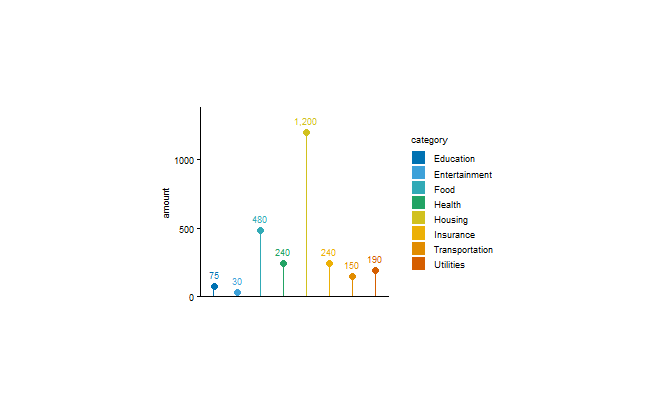 1,200
480
240
240
190
150
75
30
amount
1000
500
0
category
Education
Entertainment
Food
Health
Housing
Insurance
Transportation
Utilities